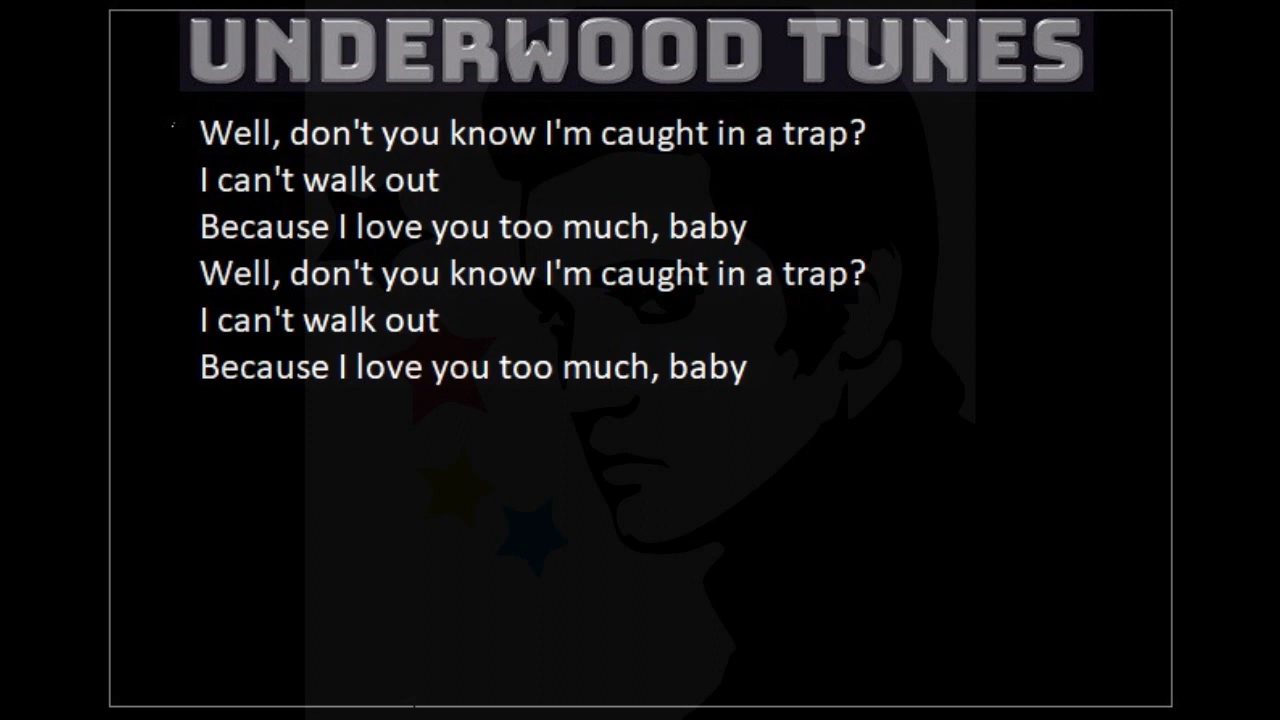 UNDERWOOD TUNES
Well, don't you know I'm caught in a trap?
I can't walk out
Because I love you too much, baby
Well, don't you know I'm caught in a trap?
I can't walk out
Because I love you too much, baby